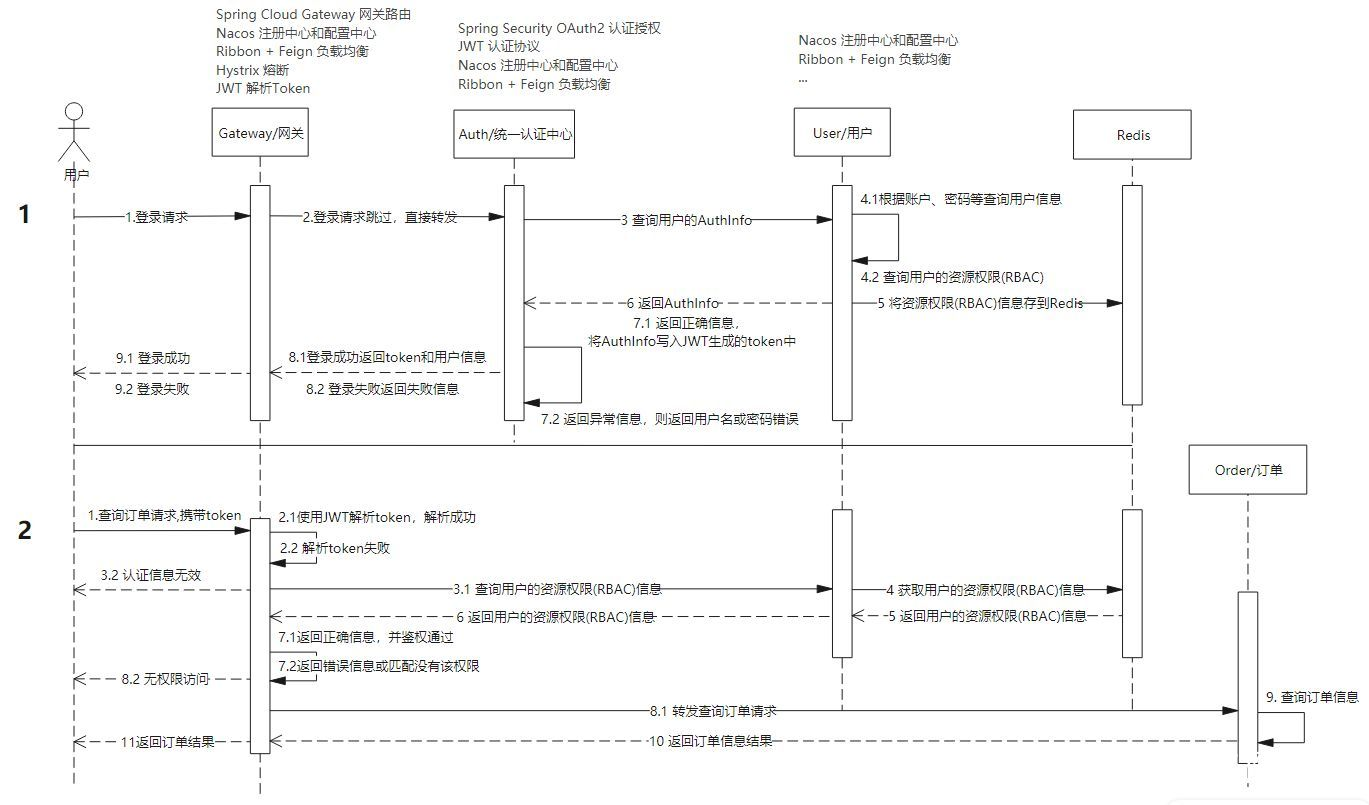 Spring Cloud Gateway 网关路由
Nacos 注册中心和配置中心
Ribbon + Feign 负载均衡
Hystrix 熔断
JWT 解析Token
Spring Security OAuth2 认证授权
JWT 认证协议
Nacos 注册中心和配置中心
Ribbon + Feign 负载均衡
Nacos 注册中心和配置中心
Ribbon + Feign 负载均衡
...
用户
Gateway/网关
Auth/统一认证中心
User/用户
Redis
1
1.登录请求
2.登录请求跳过，直接转发
3 查询用户的AuthInfo
4.1根据账户、密码等查询用户信息
4.2 查询用户的资源权限(RBAC)
5 将资源权限(RBAC)信息存到Redis
6 返回AuthInfo
7.1 返回正确信息，
将AuthInfo写入JWT生成的token中
9.1 登录成功
8.1登录成功返回token和用户信息
9.2 登录失败
8.2 登录失败返回失败信息
7.2 返回异常信息，则返回用户名或密码错误
Order/订单
2
1.查询订单请求,携带token
2.1使用JWT解析token，解析成功
2.2 解析token失败
3.2 认证信息无效
3.1 查询用户的资源权限(RBAC)信息
4 获取用户的资源权限(RBAC)信息
6 返回用户的资源权限(RBAC)信息
5 返回用户的资源权限(RBAC)信息
7.1返回正确信息，并鉴权通过
7.2返回错误信息或匹配没有该权限
8.2 无权限访问
9. 查询订单信息
8.1 转发查询订单请求
11返回订单结果
10 返回订单信息结果